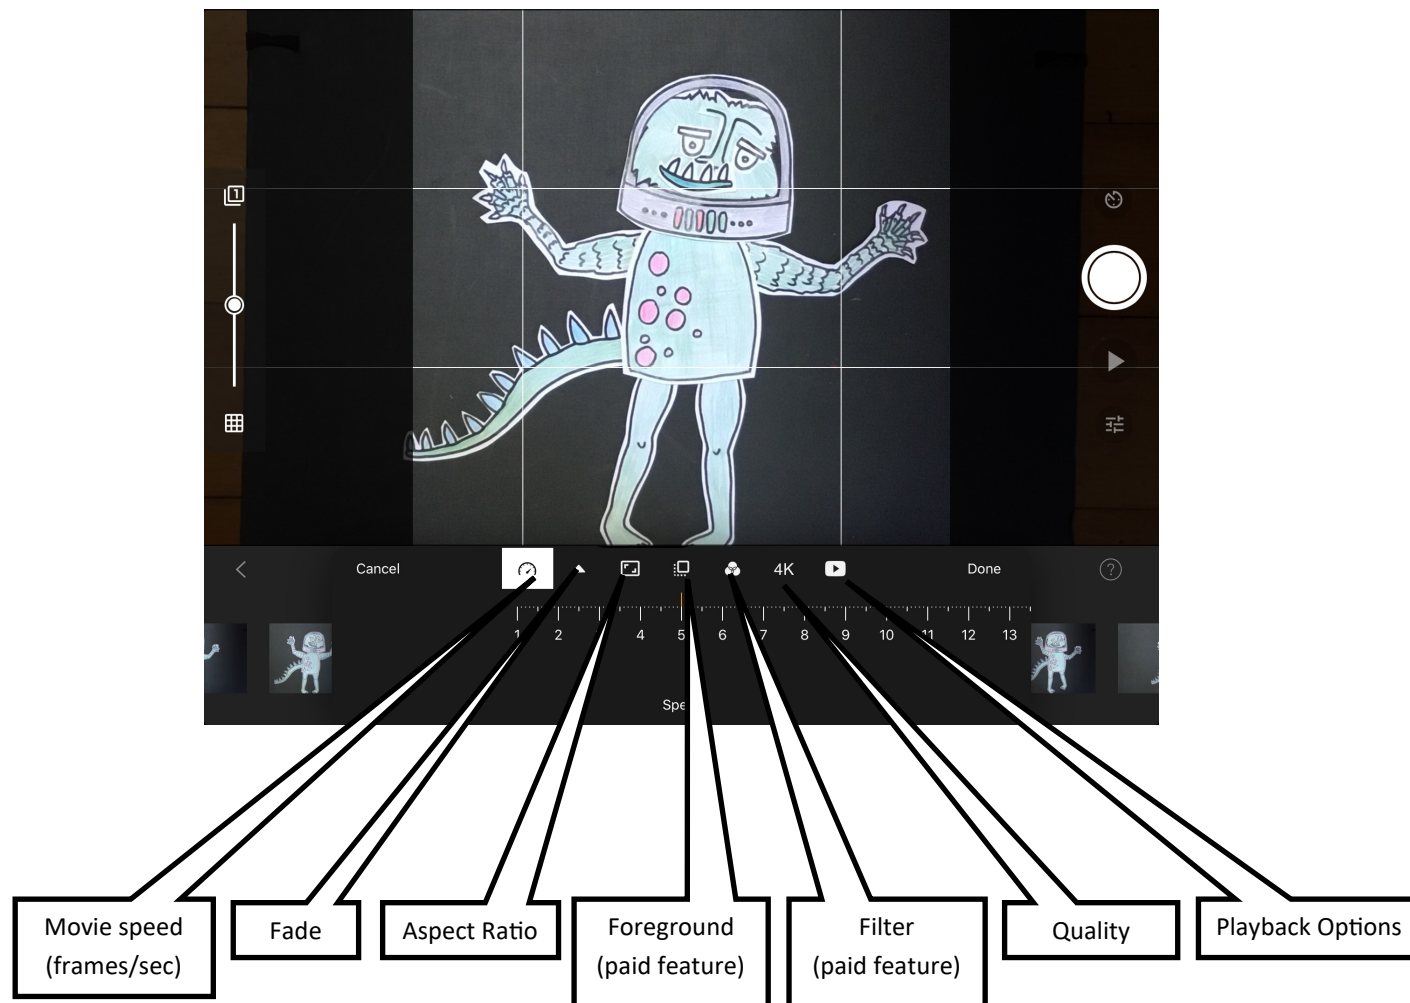 1
Cancel 4K Done ?
1 2 4 5 6 7 8 9 10 11 12 13
Movie speed
(frames/sec)
Fade
Aspect Ratio
Foreground
(paid feature)
Filter
(paid feature)
Quality
Playback Options